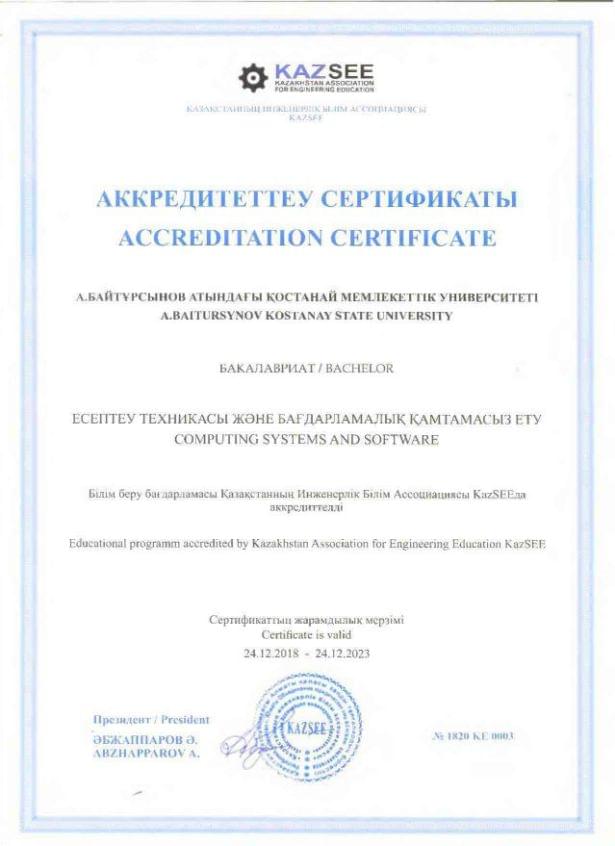 KAZSEE
KAZAKHSTAN ASSOCIATION
FOR ENGINEERING EDUCATION
ҚАЗАҚСТАННЫҢ ИНЖЕНЕРЛІК БІЛІМ АССОЦИАЦИЯСЫ
KAZSEE
АККРЕДИТЕТТЕУ СЕРТИФИКАТЫ
ACCREDITATION CERTIFICATE
А.БАЙТҰРСЫНОВ АТЫНДАҒЫ ҚОСТАНАЙ МЕМЛЕКЕТТІК УНИВЕРСИТЕТІ
A.BAITURSYNOV KOSTANAY STATE UNIVERSITY
БАКАЛАВРИАТ / BACHELOR
ЕСЕПТЕУ ТЕХНИКАСЫ ЖӘНЕ БАҒДАРЛАМАЛЫҚ ҚАМТАМАСЫЗ ЕТУ
COMPUTING SYSTEMS AND SOFTWARE
Білім беру бағдарламасы Қазақстанның Инженерлік Білім Ассоциациясы KazSEEда
аккредиттелді
Educational programm accredited by Kazakhstan Association for Engineering Education KazSEE
Сертификаттың жарамдылық мерзімі
Certificate is valid
24.12.2018 - 24.12.2023
Президент / President
ӘБЖАППАРОВ Ә.
ABZHAPPAROV A.
KAZSEE
№ 1820 KE 0003